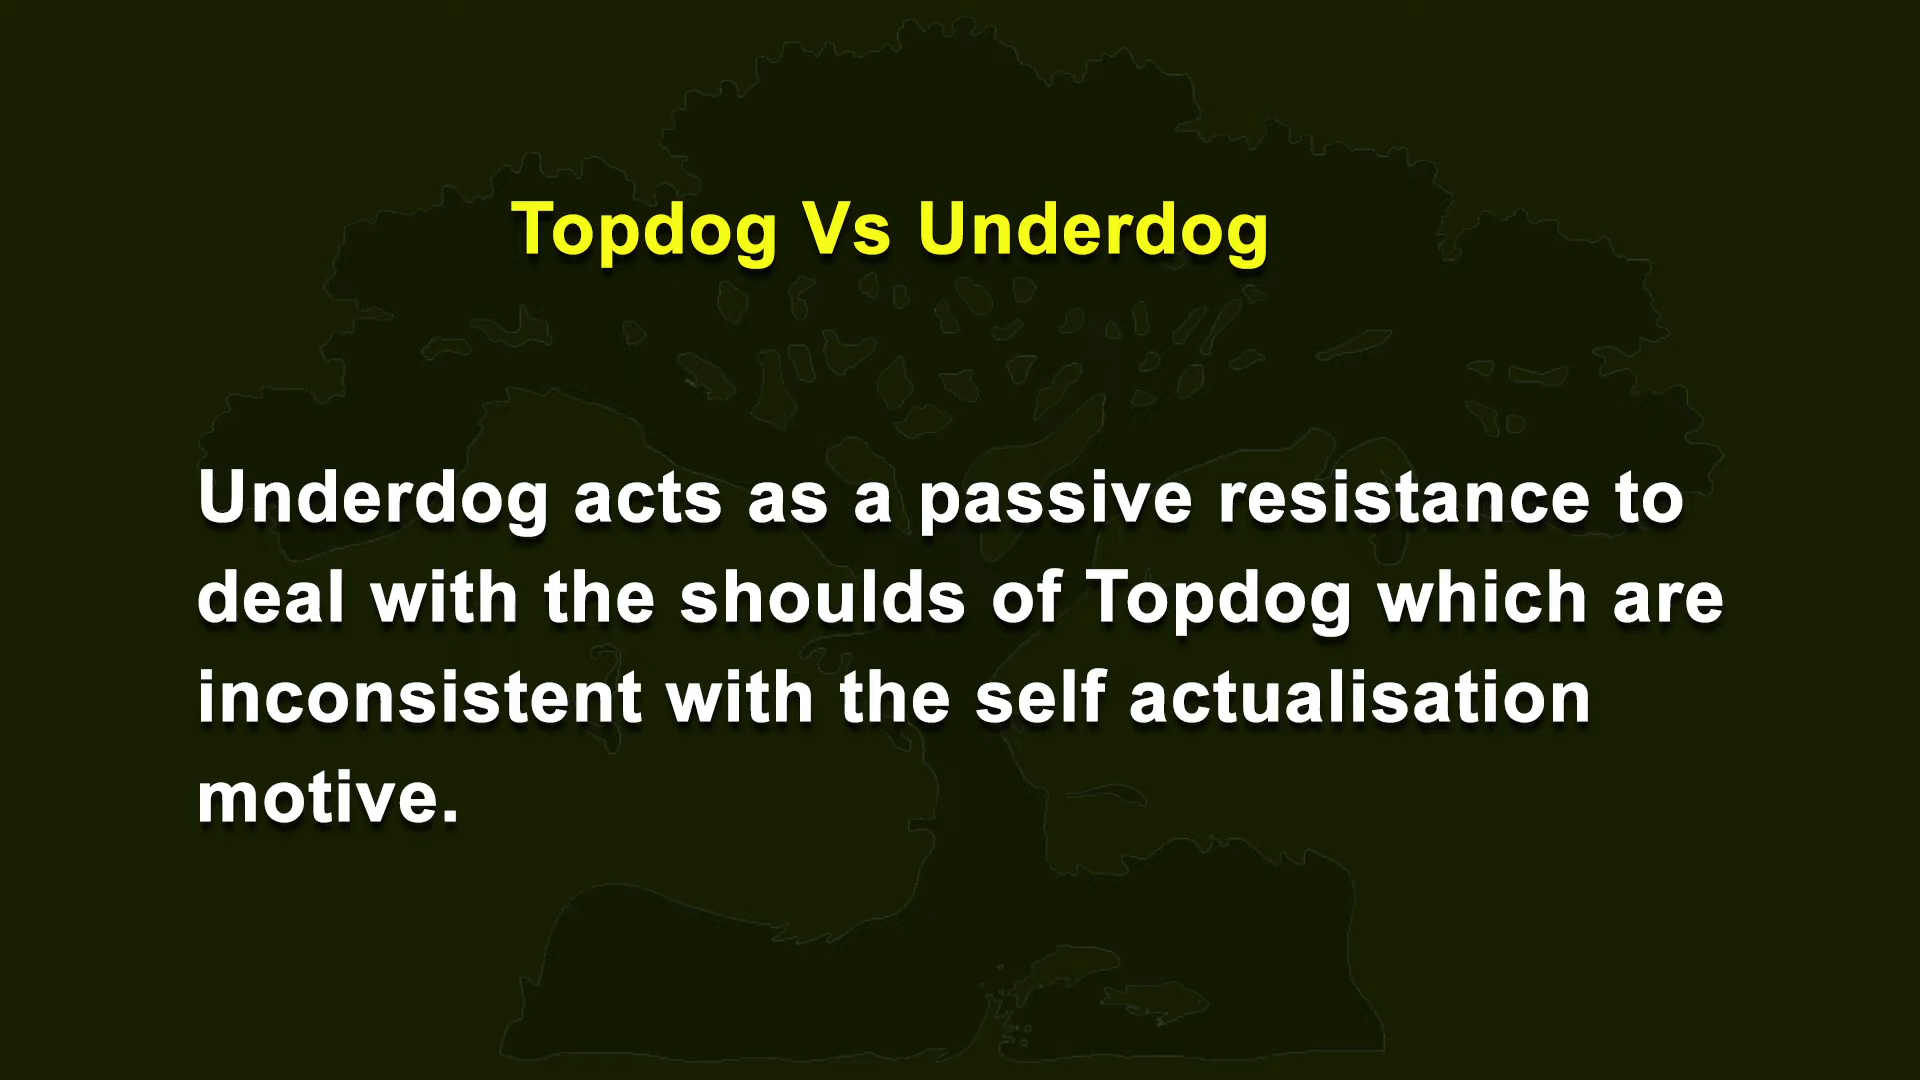 Topdog Vs Underdog
Underdog acts as a passive resistance to
deal with the shoulds of Topdog which are
inconsistent with the self actualisation
motive.